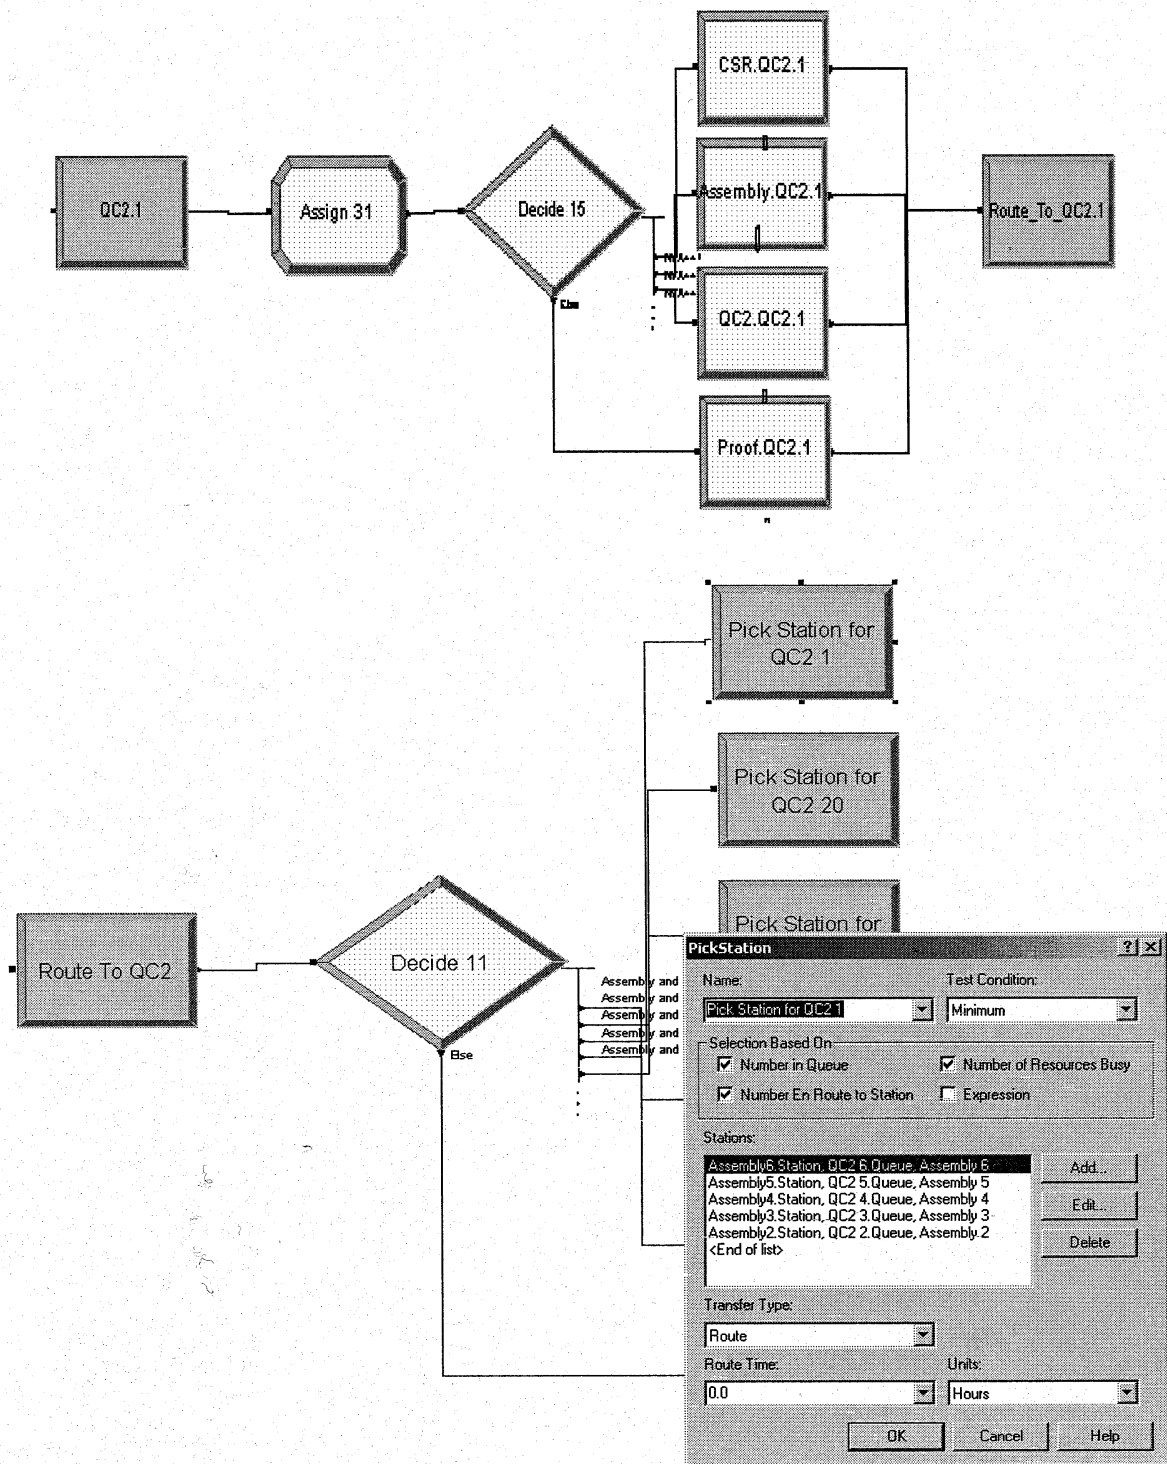 CSR.QC2.1
QC2.1
Assign 31
Decide 15
Assembly.QC2.1
Route_To_QC2.1
Else
QC2.QC2.1
Proof.QC2.1
Pick Station for
QC2 1
Pick Station for
QC2 20
Pick Station for
Route To QC2
Decide 11
Assembly and
Assembly and
Assembly and
Assembly and
Assembly and
Else
PickStation
Name:
Test Condition:
Pick Station for QC2 1
Minimum
Selection Based On
Number in Queue
Number of Resources Busy
Number En Route to Station
Expression
Stations:
Assembly6.Station, QC2 6.Queue, Assembly 6
Assembly5.Station, QC2 5.Queue, Assembly 5
Assembly4.Station, QC2 4.Queue, Assembly 4
Assembly3.Station, QC2 3.Queue, Assembly 3
Assembly2.Station, QC2 2.Queue, Assembly 2
<End of list>
Add...
Edit...
Delete
Transfer Type:
Route
Route Time:
Units:
0.0
Hours
OK
Cancel
Help